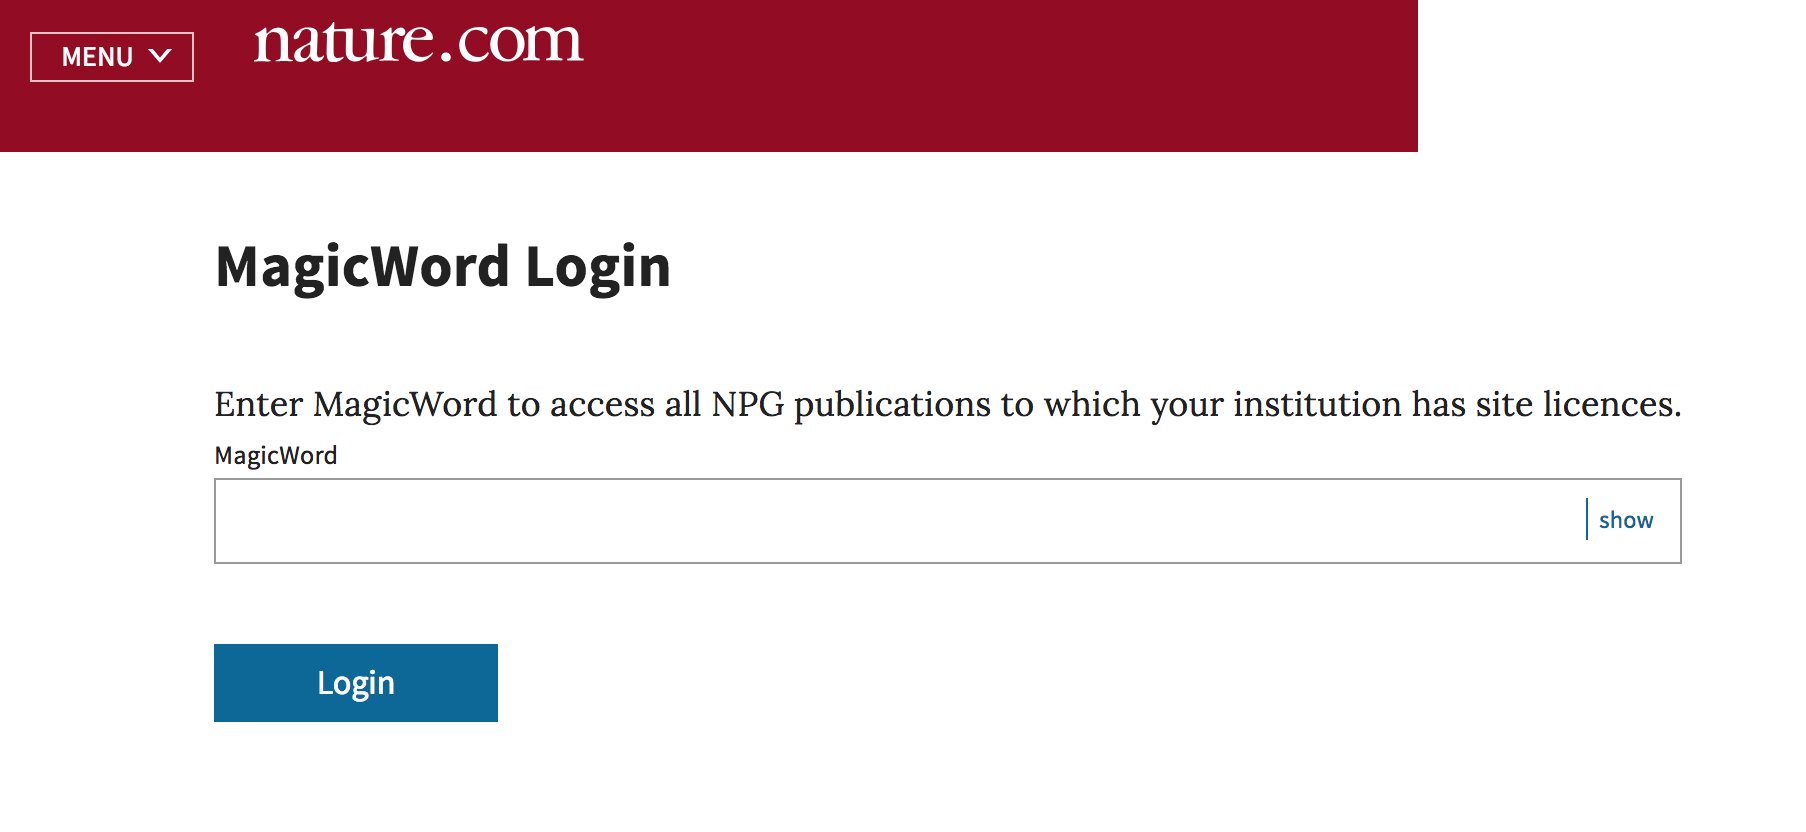 MENU
nature.com
MagicWord Login
Enter MagicWord to access all NPG publications to which your institution has site licences.
MagicWord
show
Login